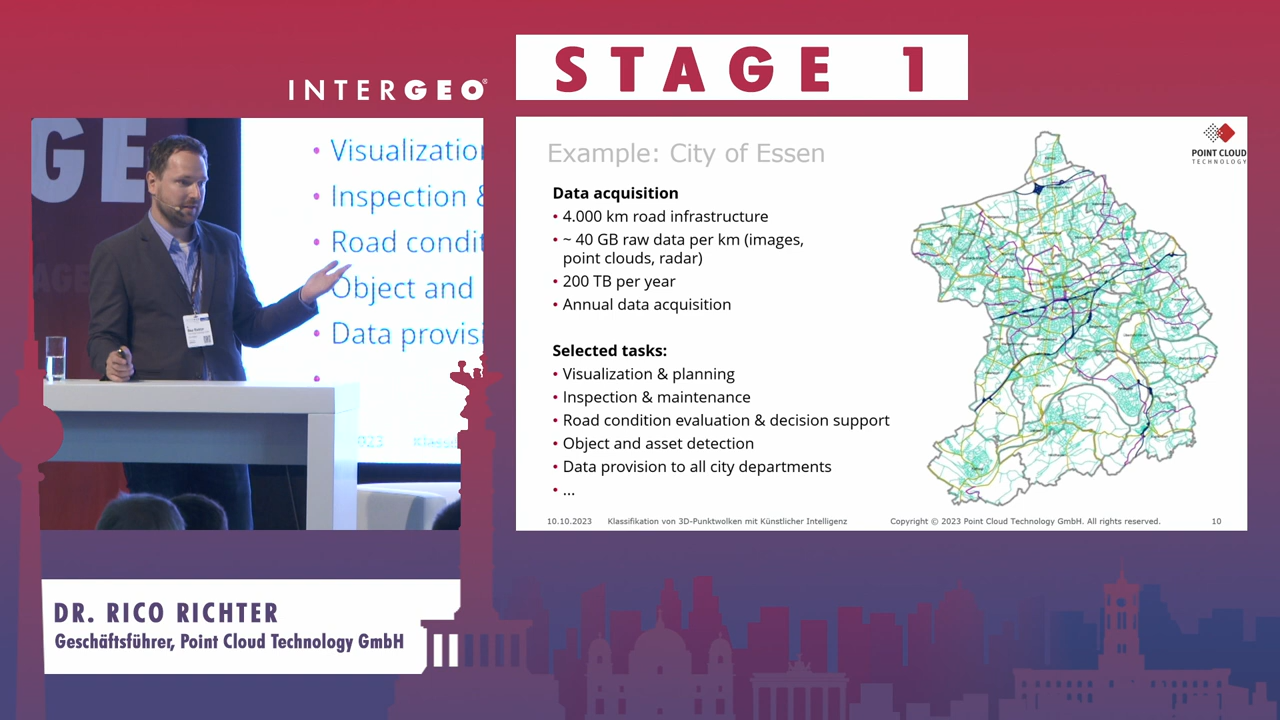 STAGE 1
INTERGEO®
GE
Visualization
Inspection &
Road condit
Object and
Data provisi
Example: City of Essen
POINT CLOUD
TECHNOLOGY
Data acquisition
• 4.000 km road infrastructure
• ~ 40 GB raw data per km (images,
point clouds, radar)
• 200 TB per year
• Annual data acquisition
Selected tasks:
• Visualization & planning
• Inspection & maintenance
• Road condition evaluation & decision support
• Object and asset detection
• Data provision to all city departments
• ...
10.10.2023 Klassifikation von 3D-Punktwolken mit Künstlicher Intelligenz Copyright © 2023 Point Cloud Technology GmbH. All rights reserved. 10
DR. RICO RICHTER
Geschäftsführer, Point Cloud Technology GmbH